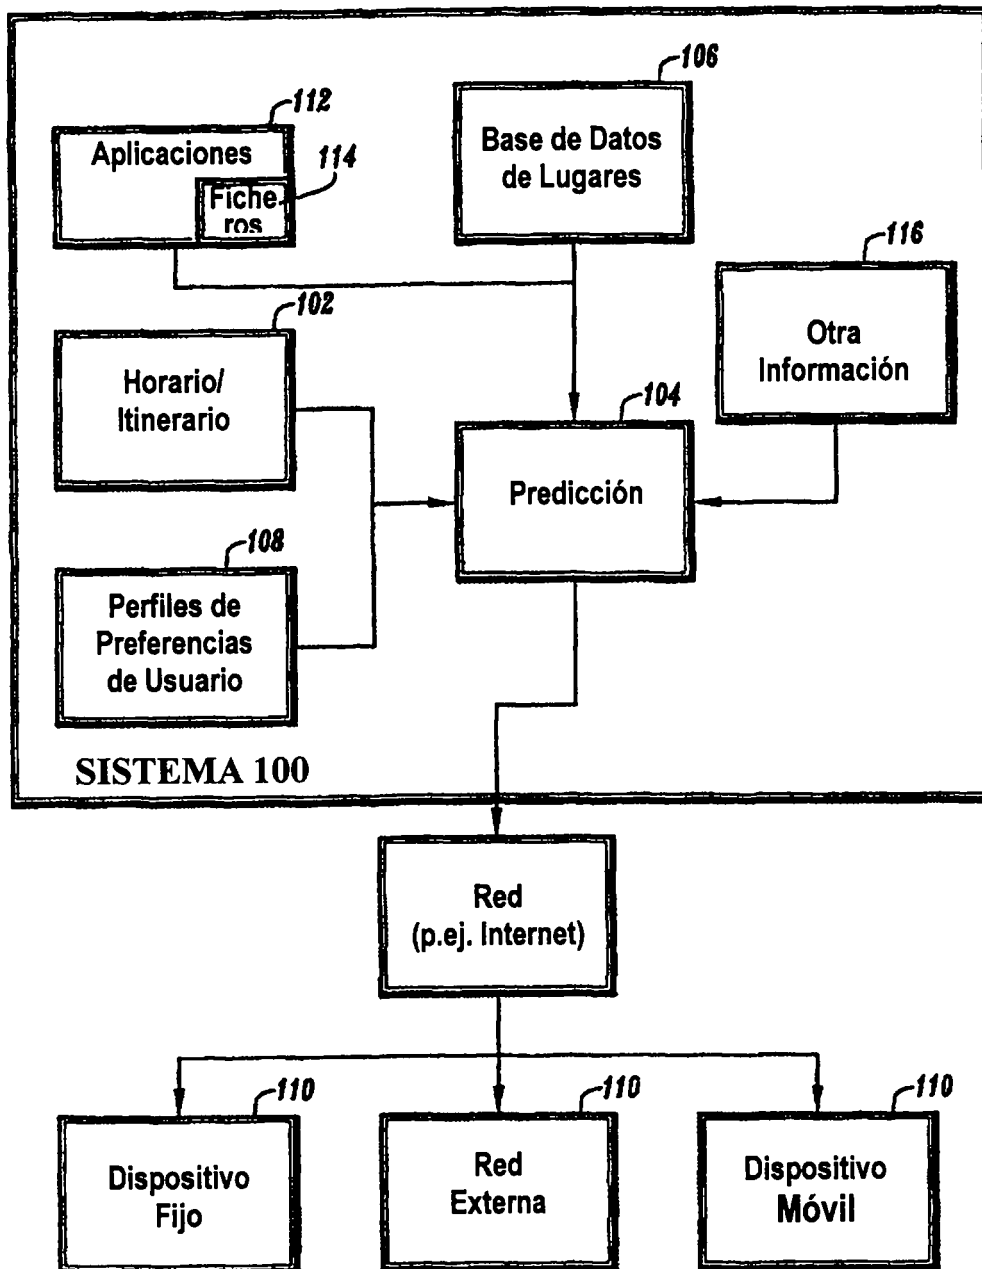 106
112
Base de Datos
de Lugares
Aplicaciones
114
Fiche
ros
116
102
Otra
Información
Horario/
Itinerario
104
Predicción
108
Perfiles de
Preferencias
de Usuario
SISTEMA 100
Red
(p.ej. Internet)
110
110
110
Dispositivo
Fijo
Red
Externa
Dispositivo
Móvil